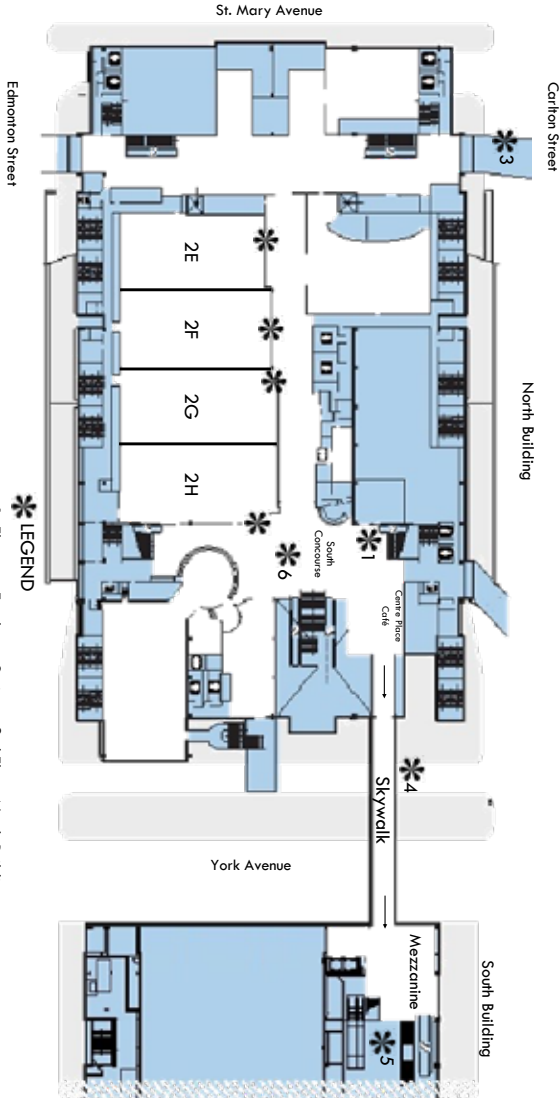 St. Mary Avenue
Carlton Street
Edmonton Street
3
North Building
2E
2F
2G
2H
South
Concourse
1
6
Centre Place
Café
LEGEND
4
Skywalk
York Avenue
Mezzanine
South Building
5